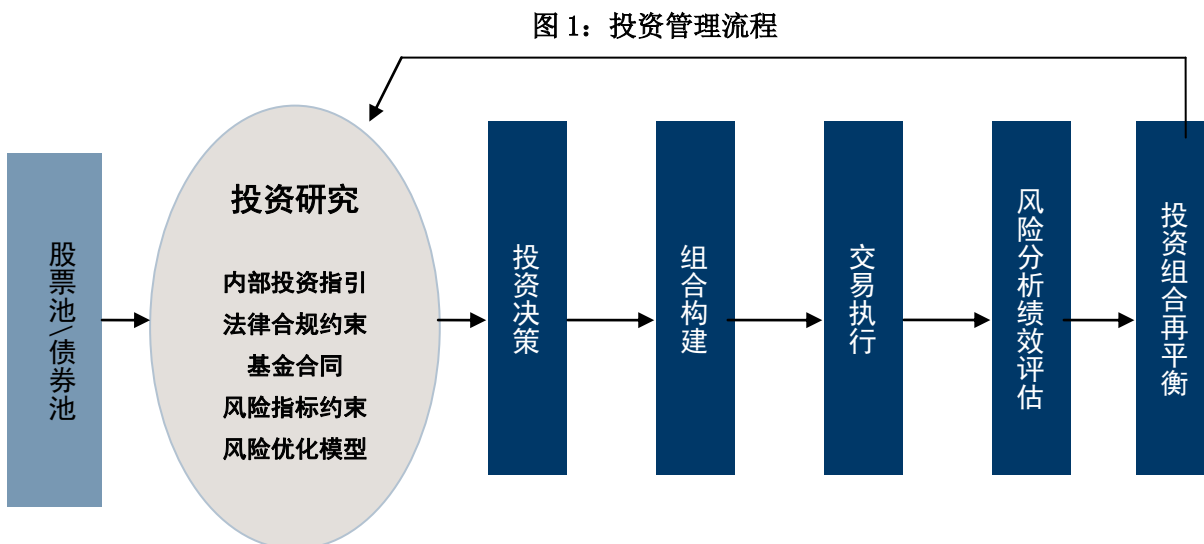 图 1：投资管理流程
股票池/债券池
投资研究
内部投资指引
法律合规约束
基金合同
风险指标约束
风险优化模型
投资决策
组合构建
交易执行
风险分析绩效评估
投资组合再平衡